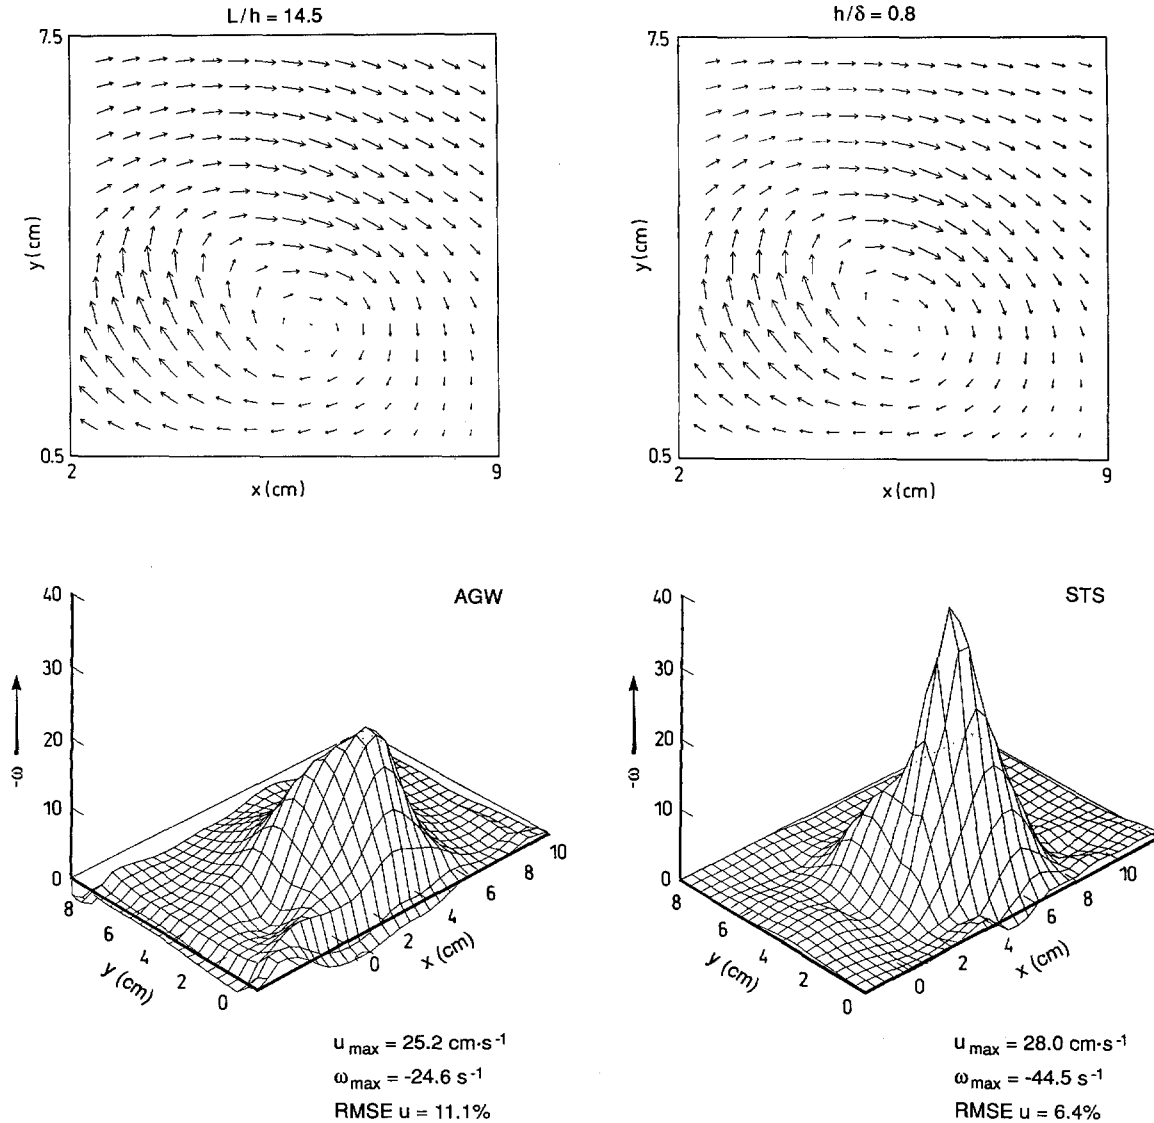 L/h = 14.5
7.5
y (cm)
0.5
2
9
x (cm)
h/δ = 0.8
7.5
y (cm)
0.5
2
9
x (cm)
AGW
40
30
20
10
0
-ω
8
6
4
2
0
y (cm)
0
2
4
6
8
10
x (cm)
u max = 25.2 cm·s-1
ωmax = -24.6 s-1
RMSE u = 11.1%
STS
40
30
20
10
0
-ω
8
6
4
2
0
y (cm)
0
2
4
6
8
10
x (cm)
u max = 28.0 cm·s-1
ωmax = -44.5 s-1
RMSE u = 6.4%